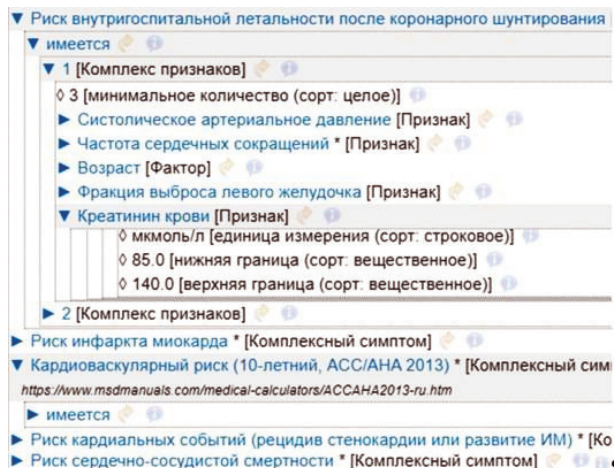 ▼ Риск внутригоспитальной летальности после коронарного шунтирования
▼ имеется
▼ 1 [Комплекс признаков]
◊ 3 [минимальное количество (сорт: целое)]
► Систолическое артериальное давление [Признак]
► Частота сердечных сокращений * [Признак]
► Возраст [Фактор]
► Фракция выброса левого желудочка [Признак]
▼ Креатинин крови [Признак]
◊ мкмоль/л [единица измерения (сорт: строковое)]
◊ 85.0 [нижняя граница (сорт: вещественное)]
◊ 140.0 [верхняя граница (сорт: вещественное)]
► 2 [Комплекс признаков]
► Риск инфаркта миокарда * [Комплексный симптом]
▼ Кардиоваскулярный риск (10-летний, ACC/AHA 2013) * [Комплексный сим
https://www.msdmanuals.com/medical-calculators/ACCAHA2013-ru.htm
► имеется
► Риск кардиальных событий (рецидив стенокардии или развитие ИМ) * [Ко
► Риск сердечно-сосудистой смертности * [Комплексный симптом]